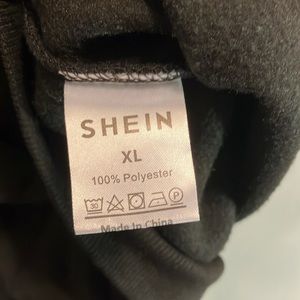 SHEIN
XL
100% Polyester
30 P
Made In China